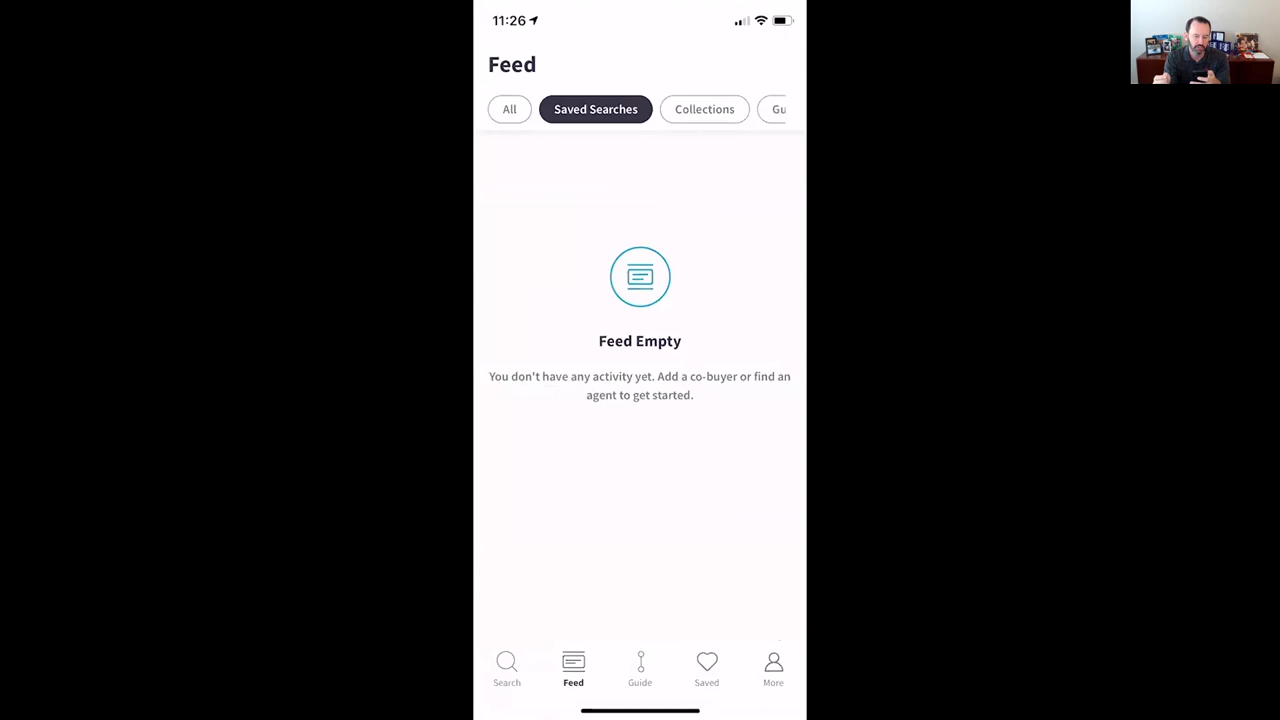 11:26
Feed
All
Saved Searches
Collections
Gu
Feed Empty
You don't have any activity yet. Add a co-buyer or find an
agent to get started.
Search
Feed
Guide
Saved
More